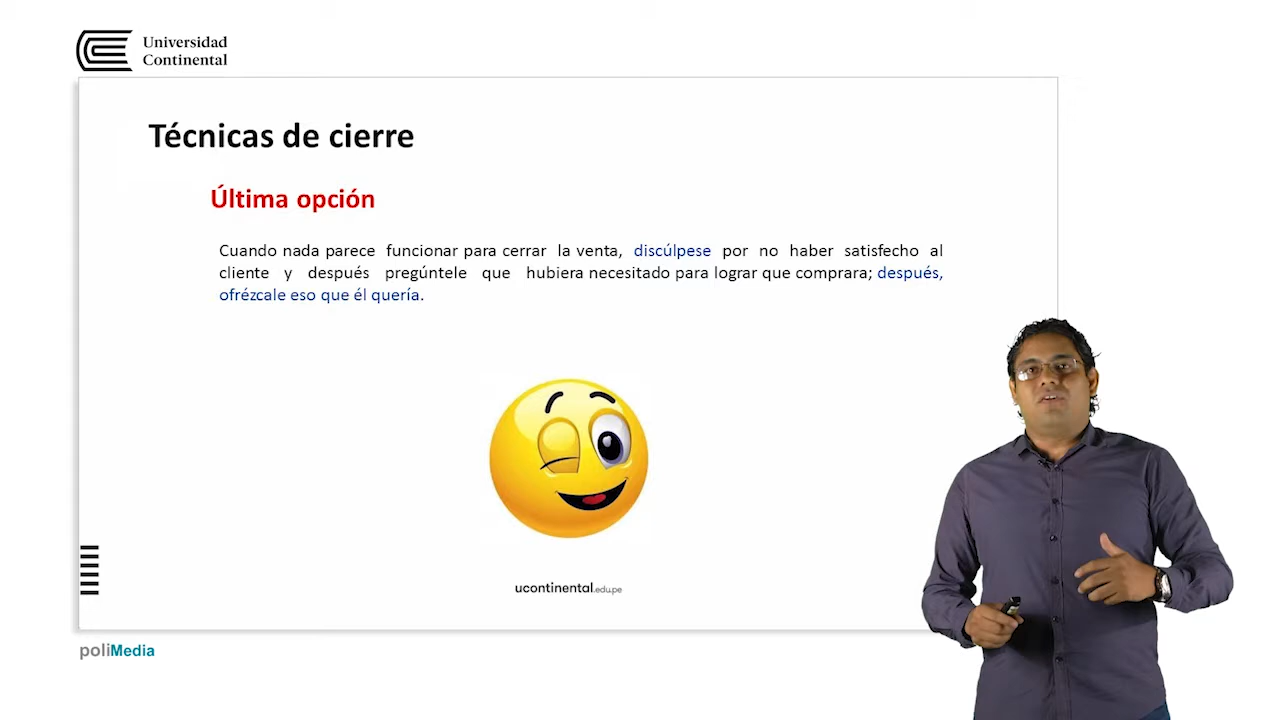 Universidad
Continental
Técnicas de cierre
Última opción
Cuando nada parece funcionar para cerrar la venta, discúlpese por no haber satisfecho al
cliente y después pregúntele que hubiera necesitado para lograr que comprara; después,
ofrézcale eso que él quería.
ucontinental.edu.pe
poliMedia